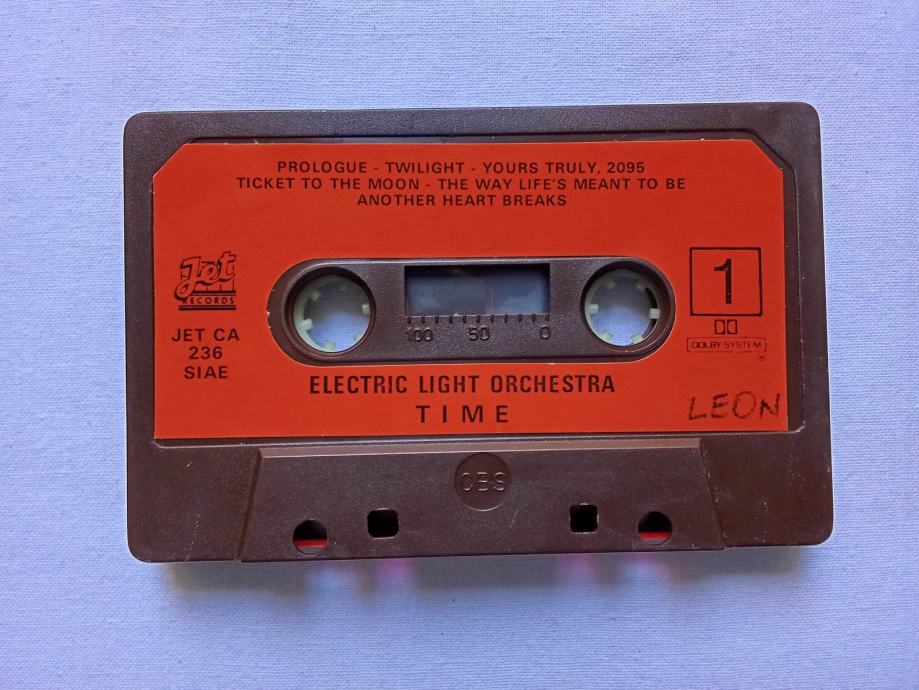 PROLOGUE - TWILIGHT - YOURS TRULY, 2095
TICKET TO THE MOON - THE WAY LIFE'S MEANT TO BE
ANOTHER HEART BREAKS
Jet
RECORDS
JET CA
236
SIAE
1
DOLBY SYSTEM
100 50 0
ELECTRIC LIGHT ORCHESTRA
TIME
LEON
CBS